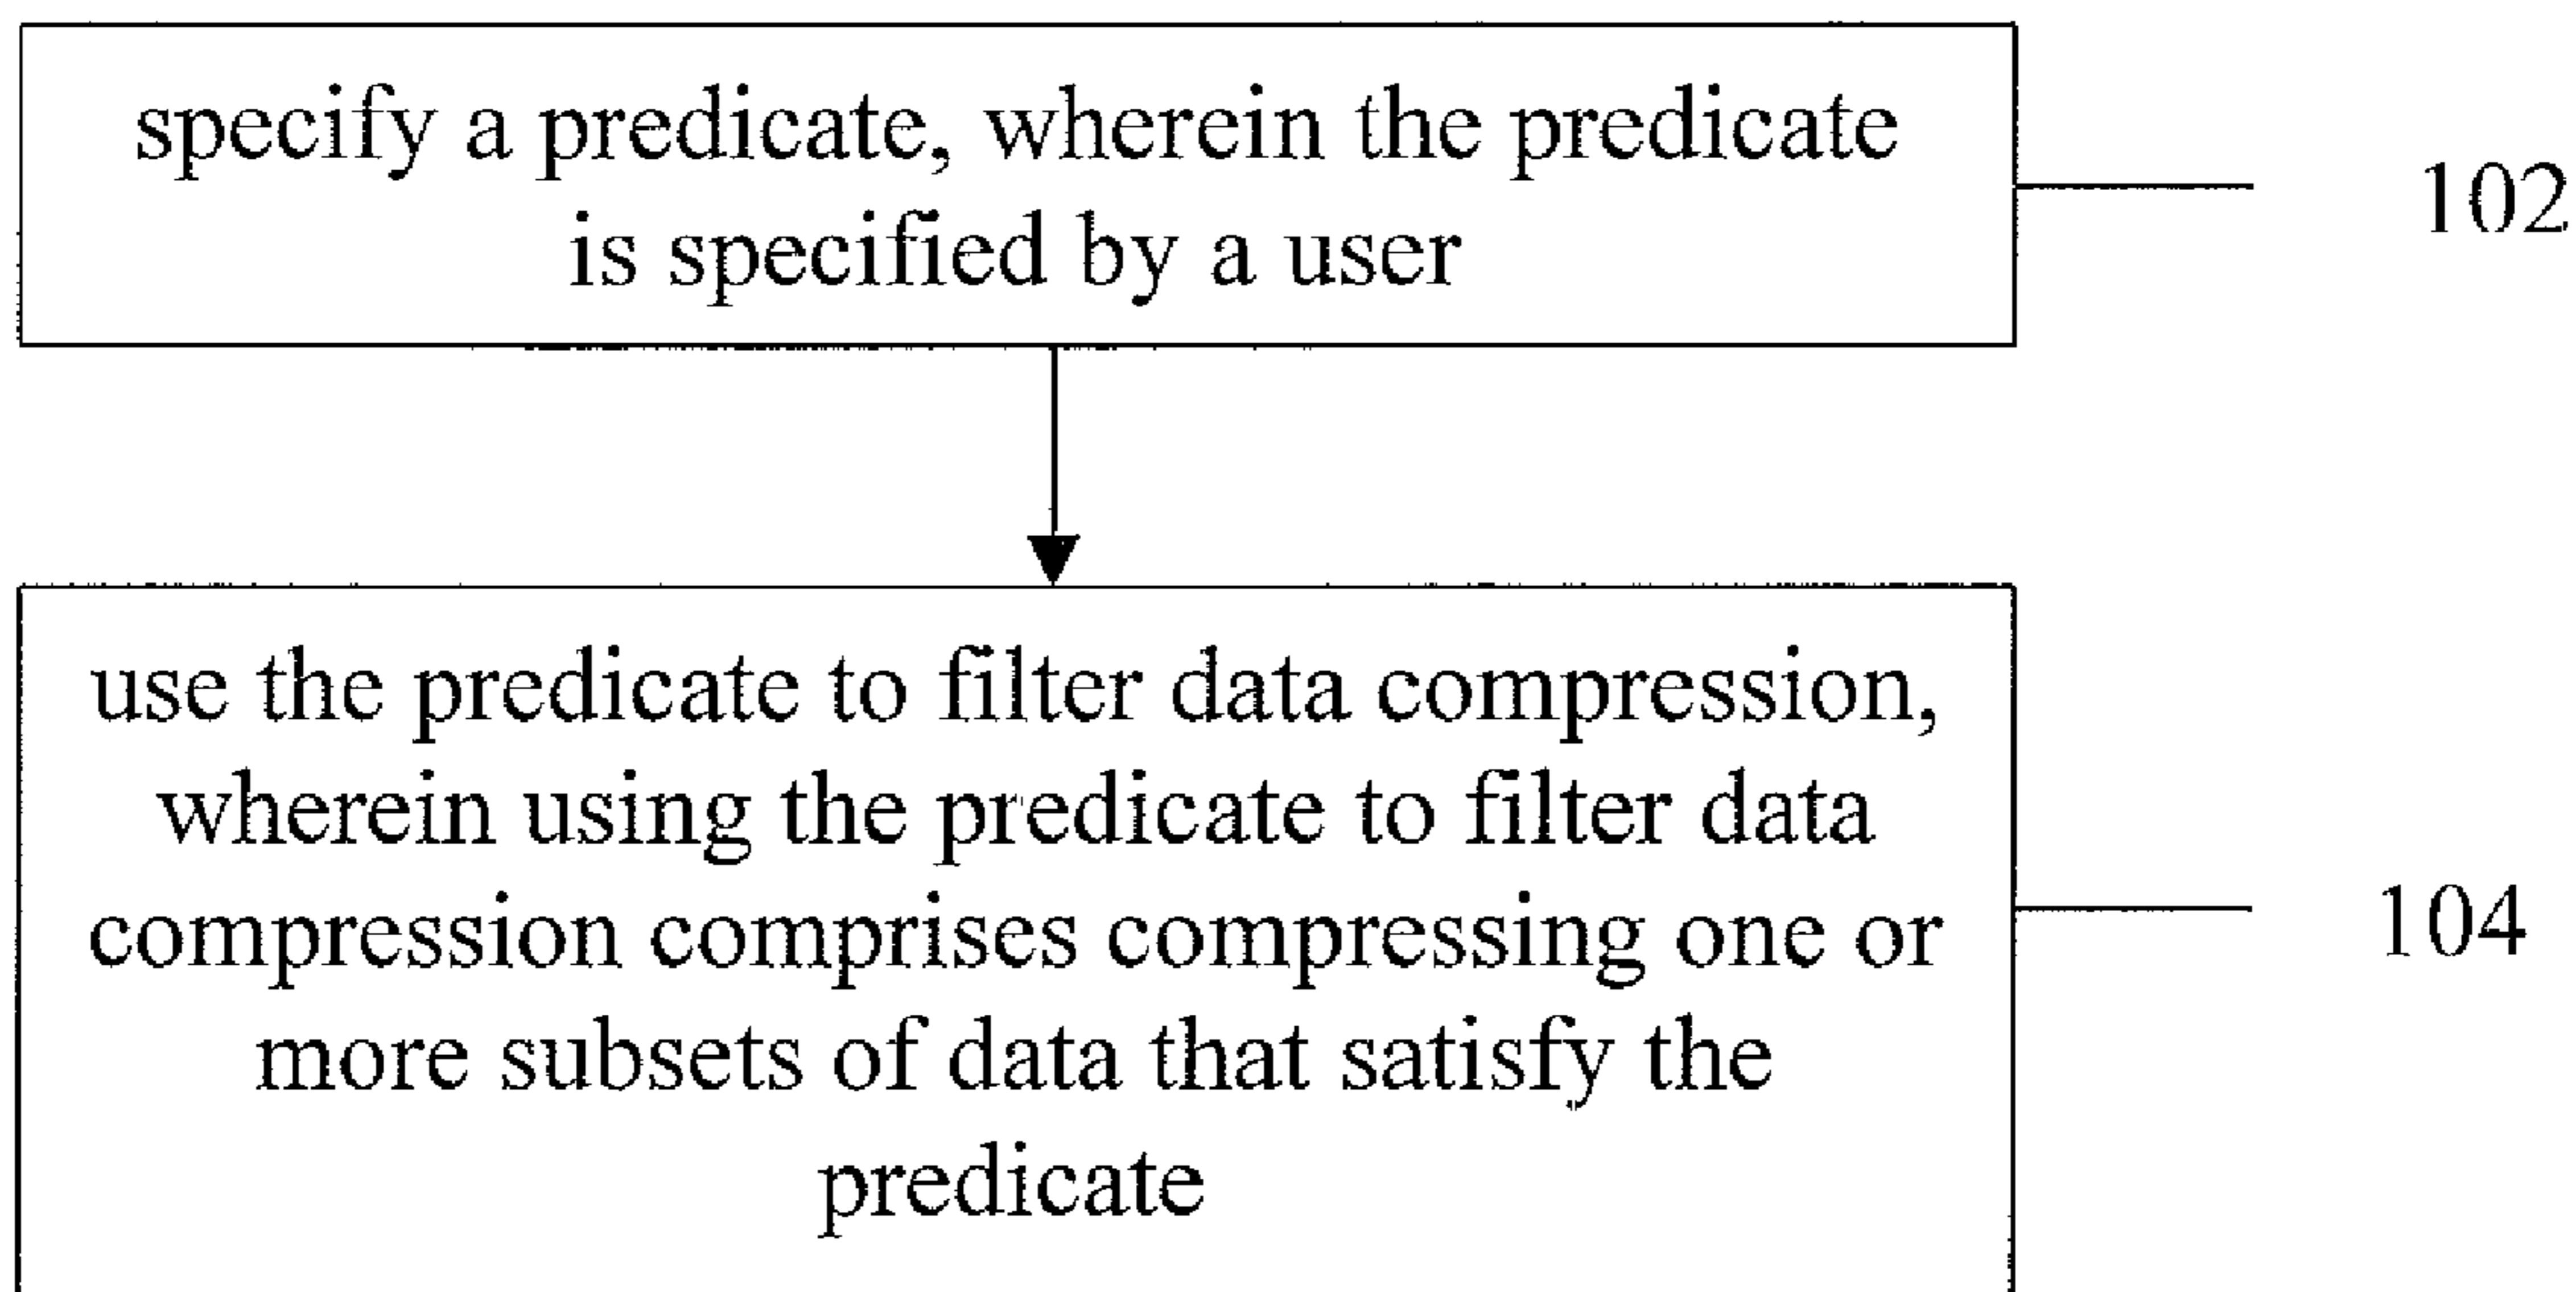 specify a predicate, wherein the predicate
is specified by a user
102
use the predicate to filter data compression,
wherein using the predicate to filter data
compression comprises compressing one or
more subsets of data that satisfy the
predicate
104